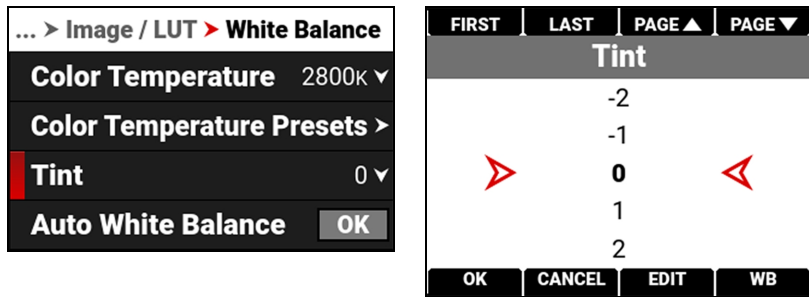 ... > Image / LUT > White Balance
Color Temperature 2800K
Color Temperature Presets >
Tint 0
Auto White Balance OK
FIRST LAST PAGE▲ PAGE▼
Tint
-2
-1
0
1
2
OK CANCEL EDIT WB